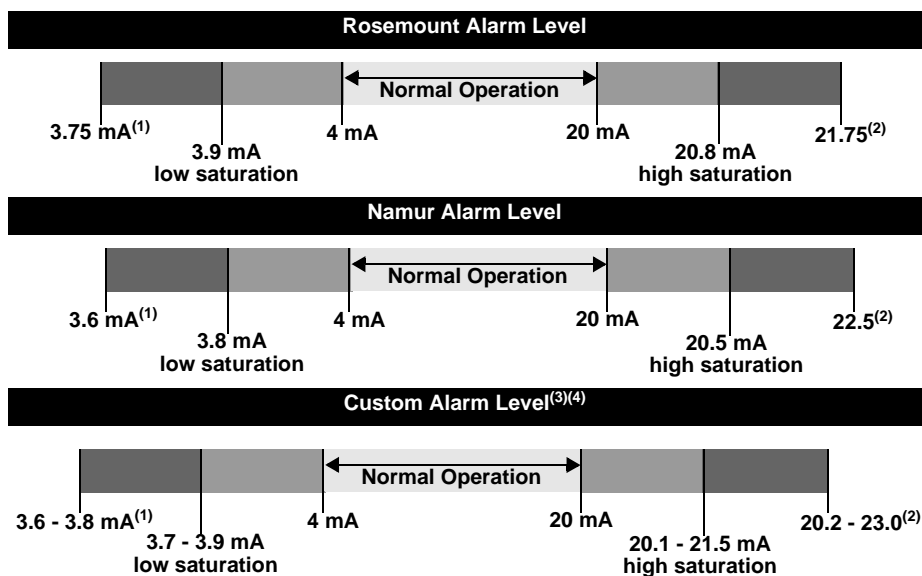 Rosemount Alarm Level
Normal Operation
3.75 mA(1)
4 mA
20 mA
21.75(2)
3.9 mA
low saturation
20.8 mA
high saturation
Namur Alarm Level
Normal Operation
3.6 mA(1)
4 mA
20 mA
22.5(2)
3.8 mA
low saturation
20.5 mA
high saturation
Custom Alarm Level(3)(4)
Normal Operation
3.6 - 3.8 mA(1)
4 mA
20 mA
20.2 - 23.0(2)
3.7 - 3.9 mA
low saturation
20.1 - 21.5 mA
high saturation